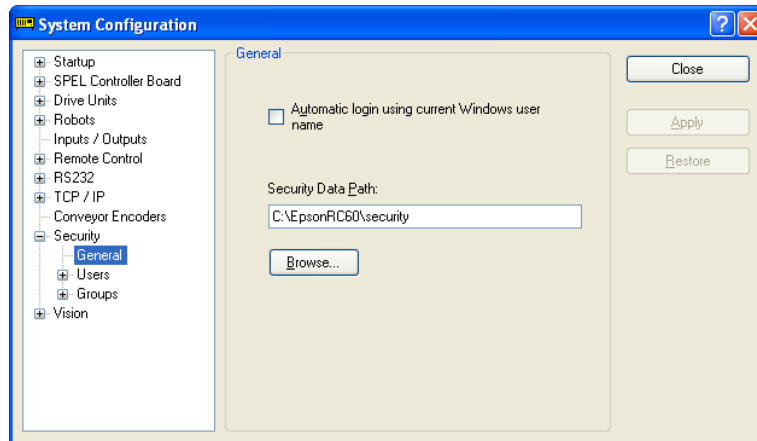 System Configuration
Startup
SPEL Controller Board
Drive Units
Robots
Inputs / Outputs
Remote Control
RS232
TCP / IP
Conveyor Encoders
Security
General
Users
Groups
Vision
General
Automatic login using current Windows user
name
Security Data Path:
C:\EpsonRC60\security
Browse...
Close
Apply
Restore